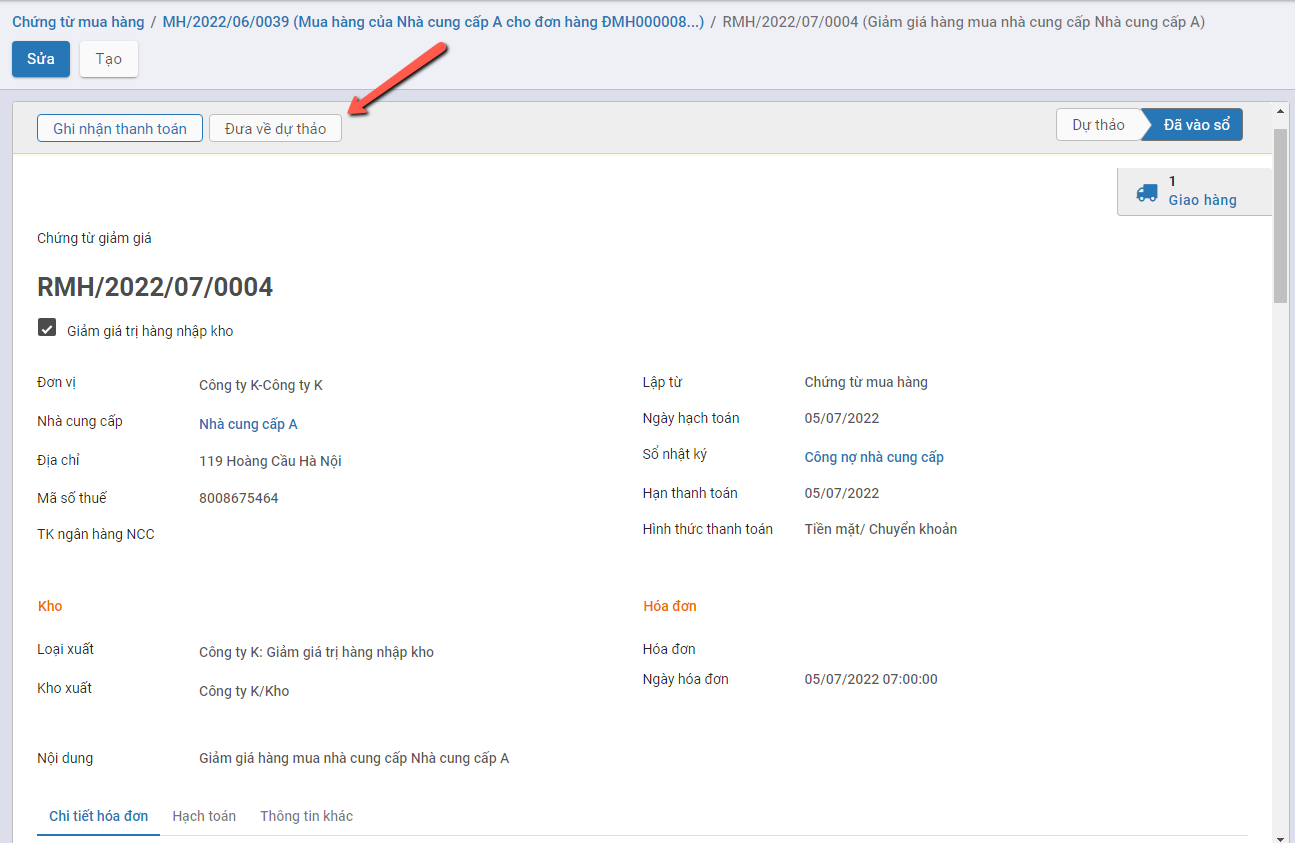 Chứng từ mua hàng / MH/2022/06/0039 (Mua hàng của Nhà cung cấp A cho đơn hàng ĐMH000008...) / RMH/2022/07/0004 (Giảm giá hàng mua nhà cung cấp Nhà cung cấp A)
Sửa Tạo
Ghi nhận thanh toán Đưa về dự thảo Dự thảo Đã vào sổ
1
Giao hàng
Chứng từ giảm giá
RMH/2022/07/0004
Giảm giá trị hàng nhập kho
Đơn vị Công ty K-Công ty K Lập từ Chứng từ mua hàng
Nhà cung cấp Nhà cung cấp A Ngày hạch toán 05/07/2022
Địa chỉ 119 Hoàng Cầu Hà Nội Sổ nhật ký Công nợ nhà cung cấp
Mã số thuế 8008675464 Hạn thanh toán 05/07/2022
TK ngân hàng NCC Hình thức thanh toán Tiền mặt/ Chuyển khoản
Kho Hóa đơn
Loại xuất Công ty K: Giảm giá trị hàng nhập kho Hóa đơn
Kho xuất Công ty K/Kho Ngày hóa đơn 05/07/2022 07:00:00
Nội dung Giảm giá hàng mua nhà cung cấp Nhà cung cấp A
Chi tiết hóa đơn Hạch toán Thông tin khác